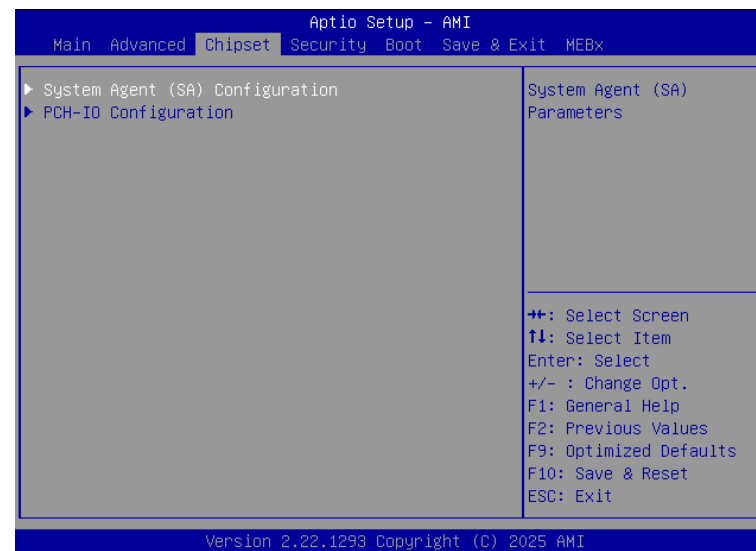 Aptio Setup – AMI
Main Advanced Chipset Security Boot Save & Exit MEBx
System Agent (SA) Configuration
PCH-IO Configuration
System Agent (SA)
Parameters
→←: Select Screen
↑↓: Select Item
Enter: Select
+/- : Change Opt.
F1: General Help
F2: Previous Values
F9: Optimized Defaults
F10: Save & Reset
ESC: Exit
Version 2.22.1293 Copyright (C) 2025 AMI